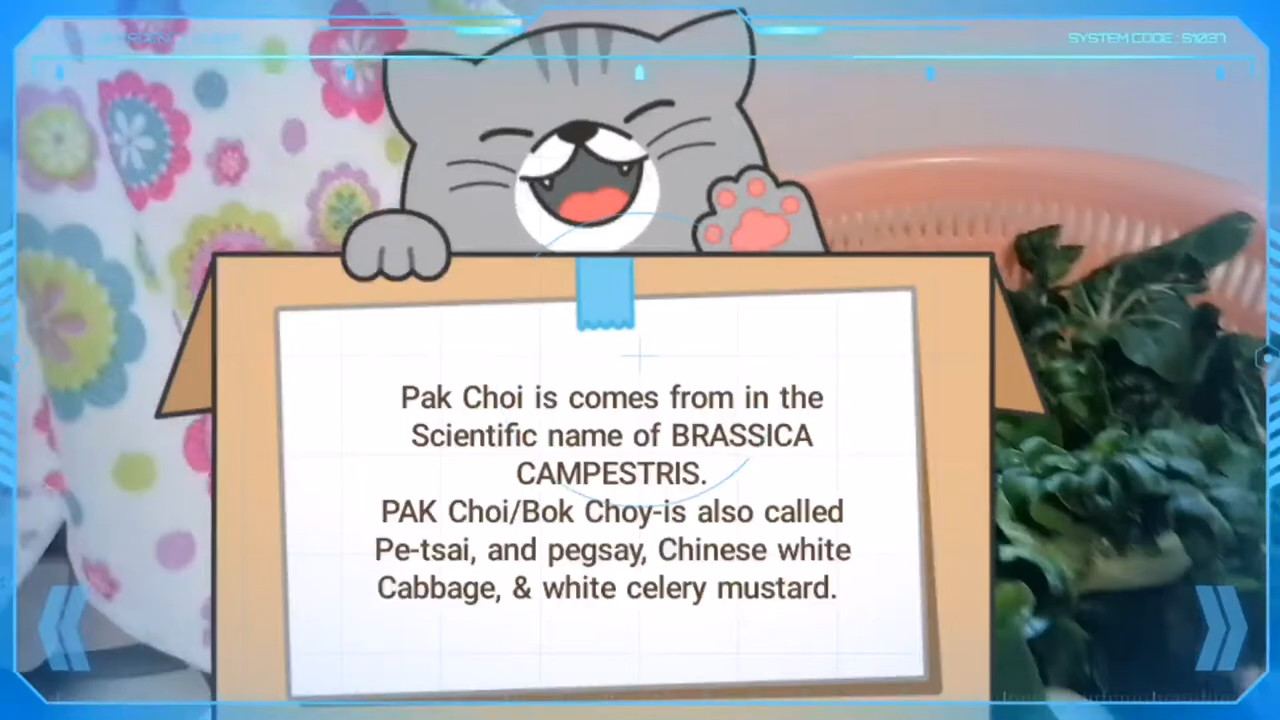 SYSTEM CODE : S1037
Pak Choi is comes from in the
Scientific name of BRASSICA
CAMPESTRIS.
PAK Choi/Bok Choy-is also called
Pe-tsai, and pegsay, Chinese white
Cabbage, & white celery mustard.